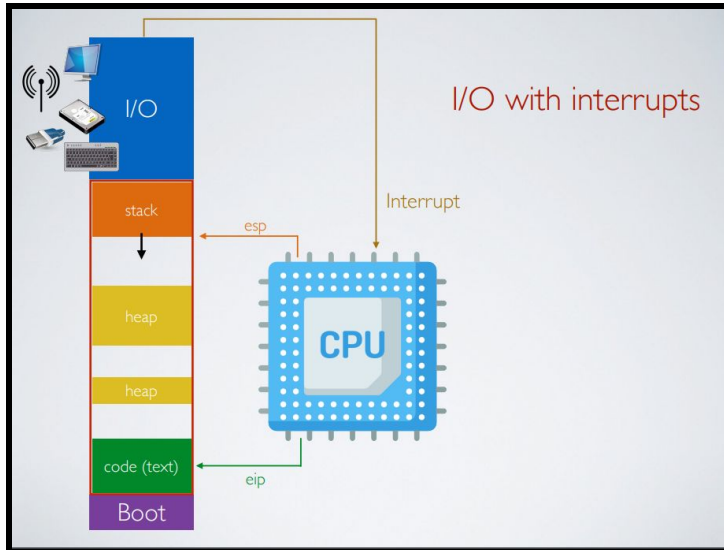 I/O with interrupts
I/O
Interrupt
stack
esp
heap
CPU
heap
code (text)
eip
Boot